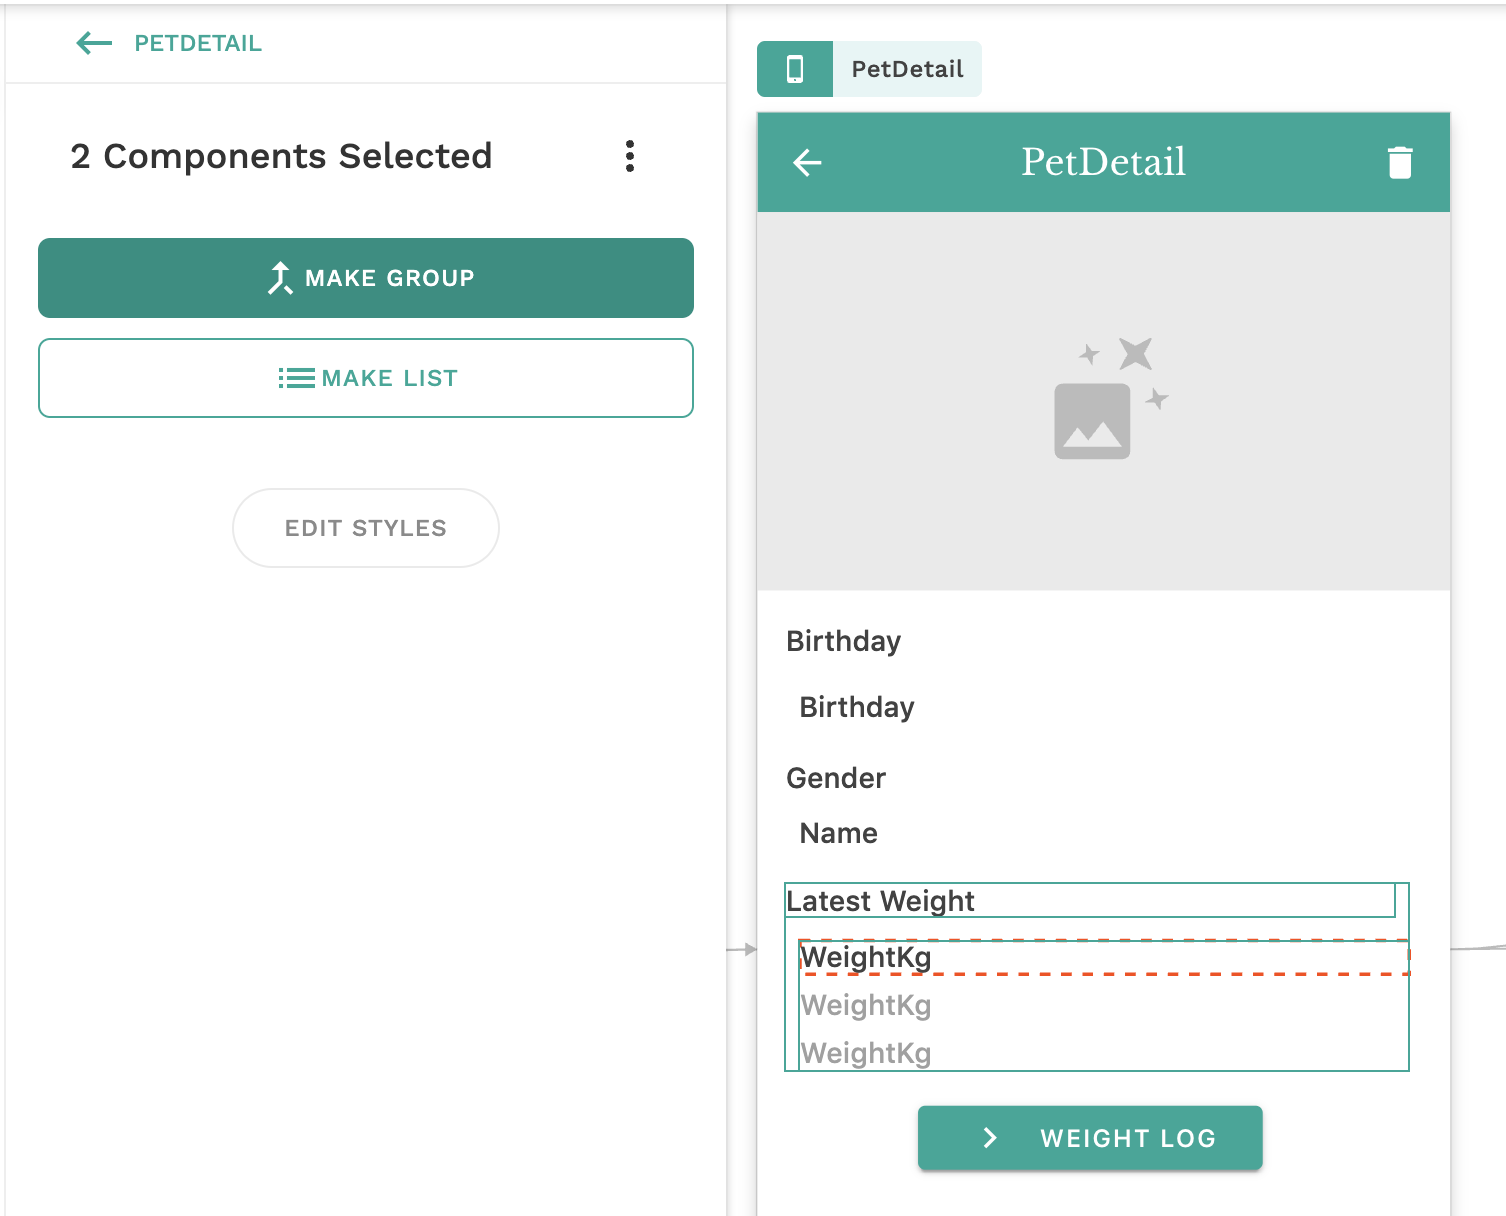 PETDETAIL
2 Components Selected
MAKE GROUP
MAKE LIST
EDIT STYLES
PetDetail
PetDetail
Birthday
Birthday
Gender
Name
Latest Weight
WeightKg
WeightKg
WeightKg
WEIGHT LOG